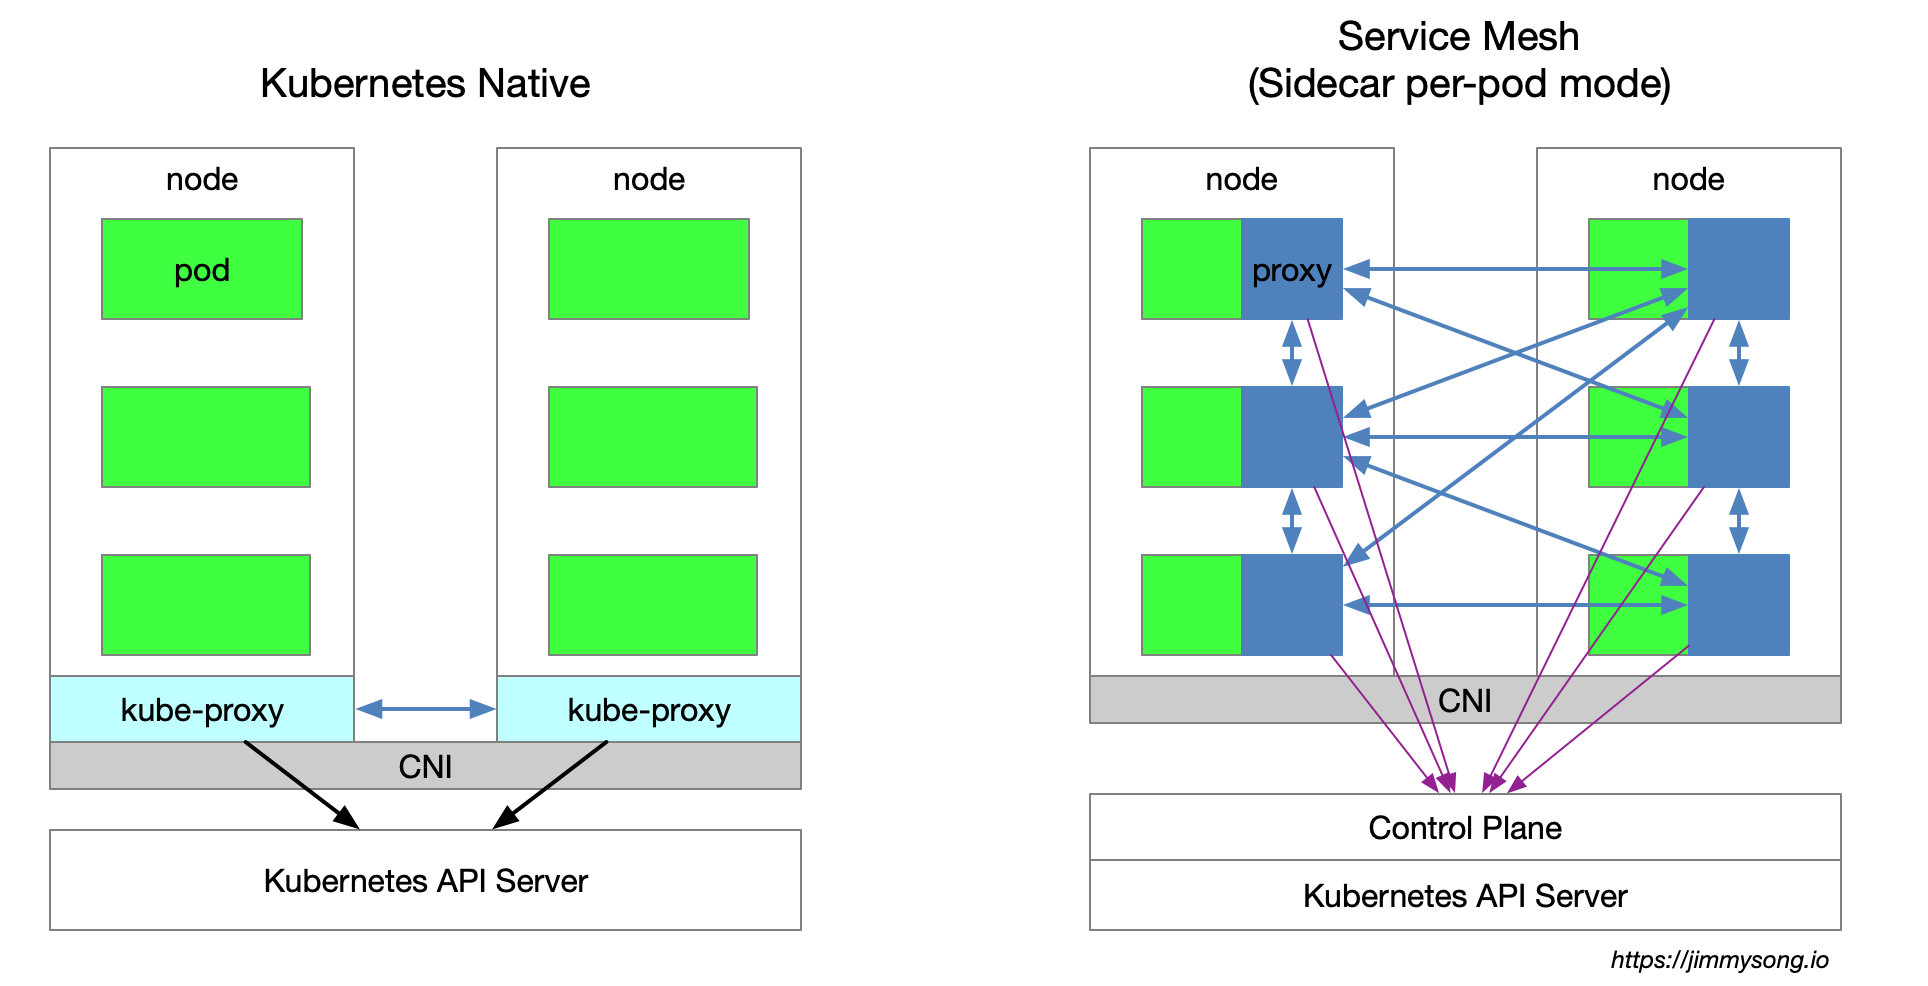 Kubernetes Native
node
node
pod
kube-proxy
kube-proxy
CNI
Kubernetes API Server
Service Mesh
(Sidecar per-pod mode)
node
node
proxy
CNI
Control Plane
Kubernetes API Server
https://jimmysong.io